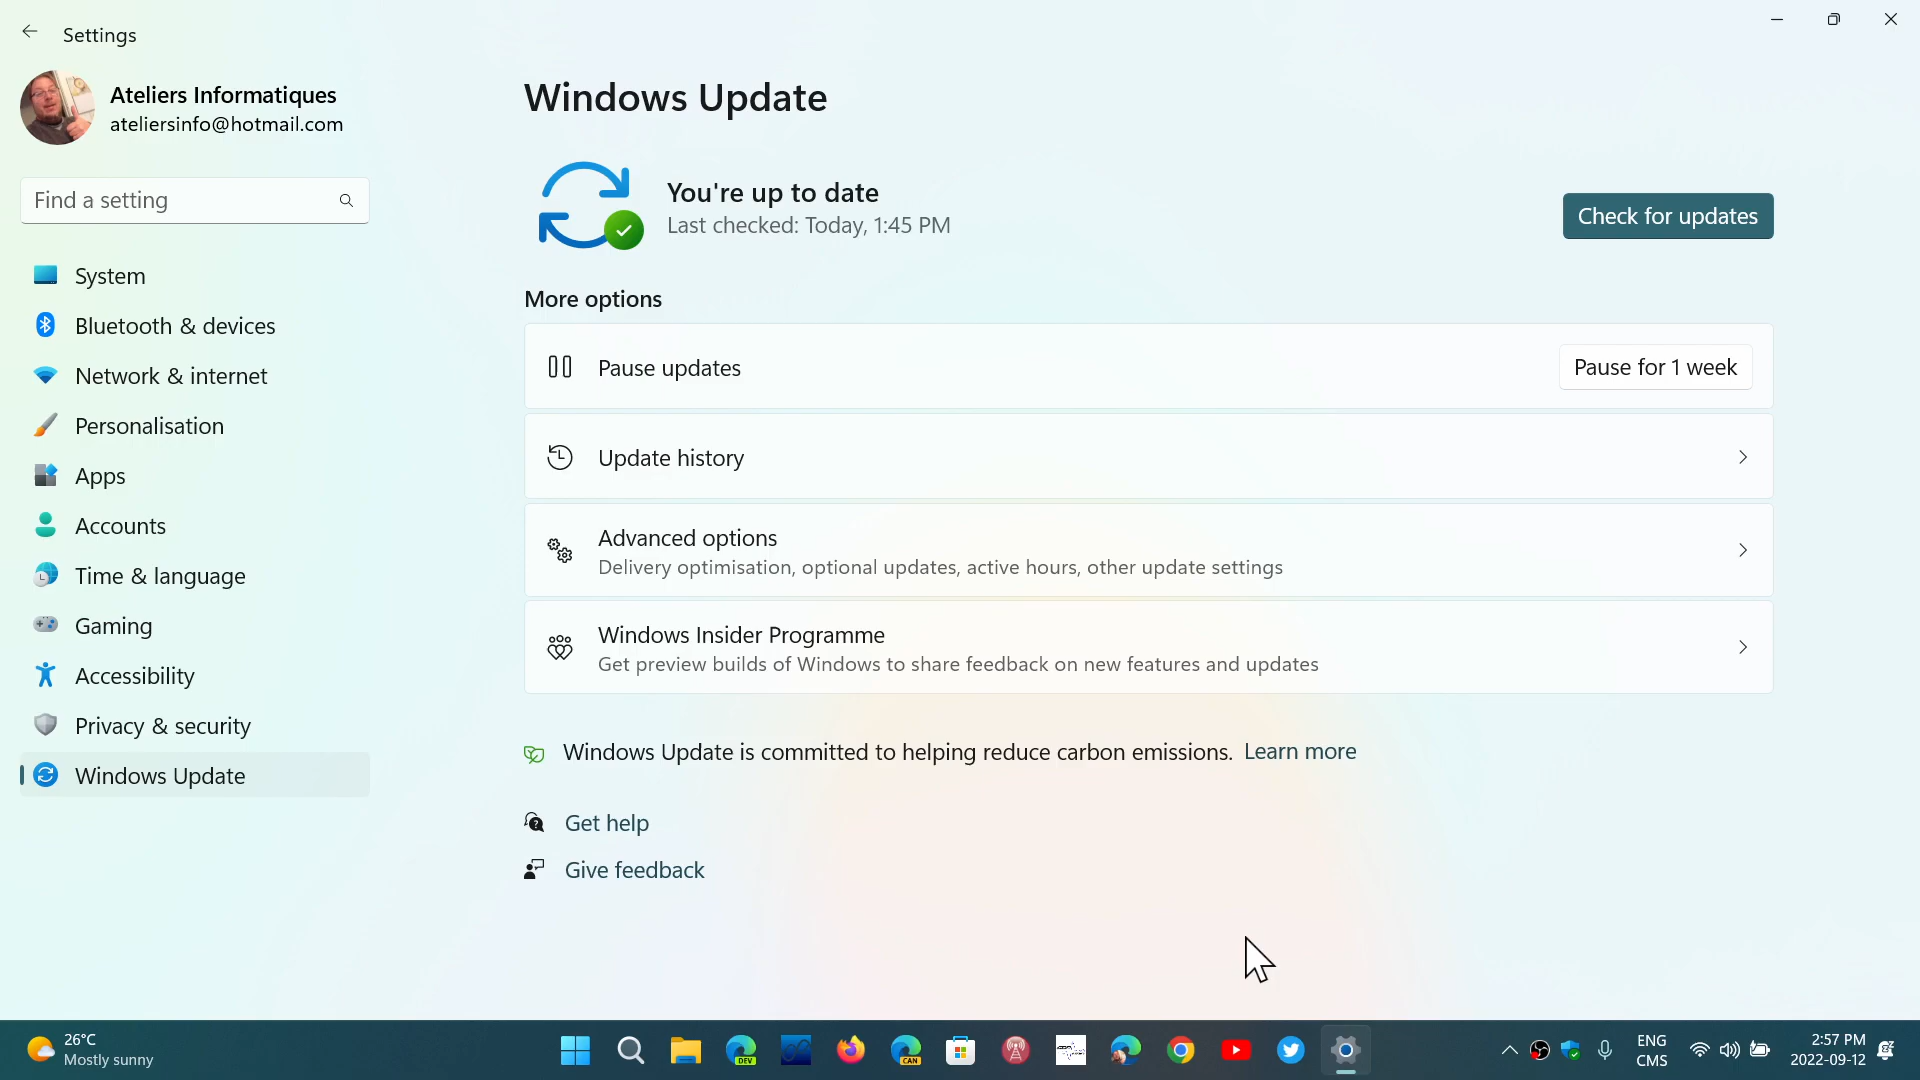 Settings
Ateliers Informatiques
ateliersinfo@hotmail.com
Find a setting
System
Bluetooth & devices
Network & internet
Personalisation
Apps
Accounts
Time & language
Gaming
Accessibility
Privacy & security
Windows Update
Windows Update
You're up to date
Last checked: Today, 1:45 PM
Check for updates
More options
Pause updates
Pause for 1 week
Update history
Advanced options
Delivery optimisation, optional updates, active hours, other update settings
Windows Insider Programme
Get preview builds of Windows to share feedback on new features and updates
Windows Update is committed to helping reduce carbon emissions. Learn more
Get help
Give feedback
26°C
Mostly sunny
DEV
CAN
ENG
CMS
2:57 PM
2022-09-12